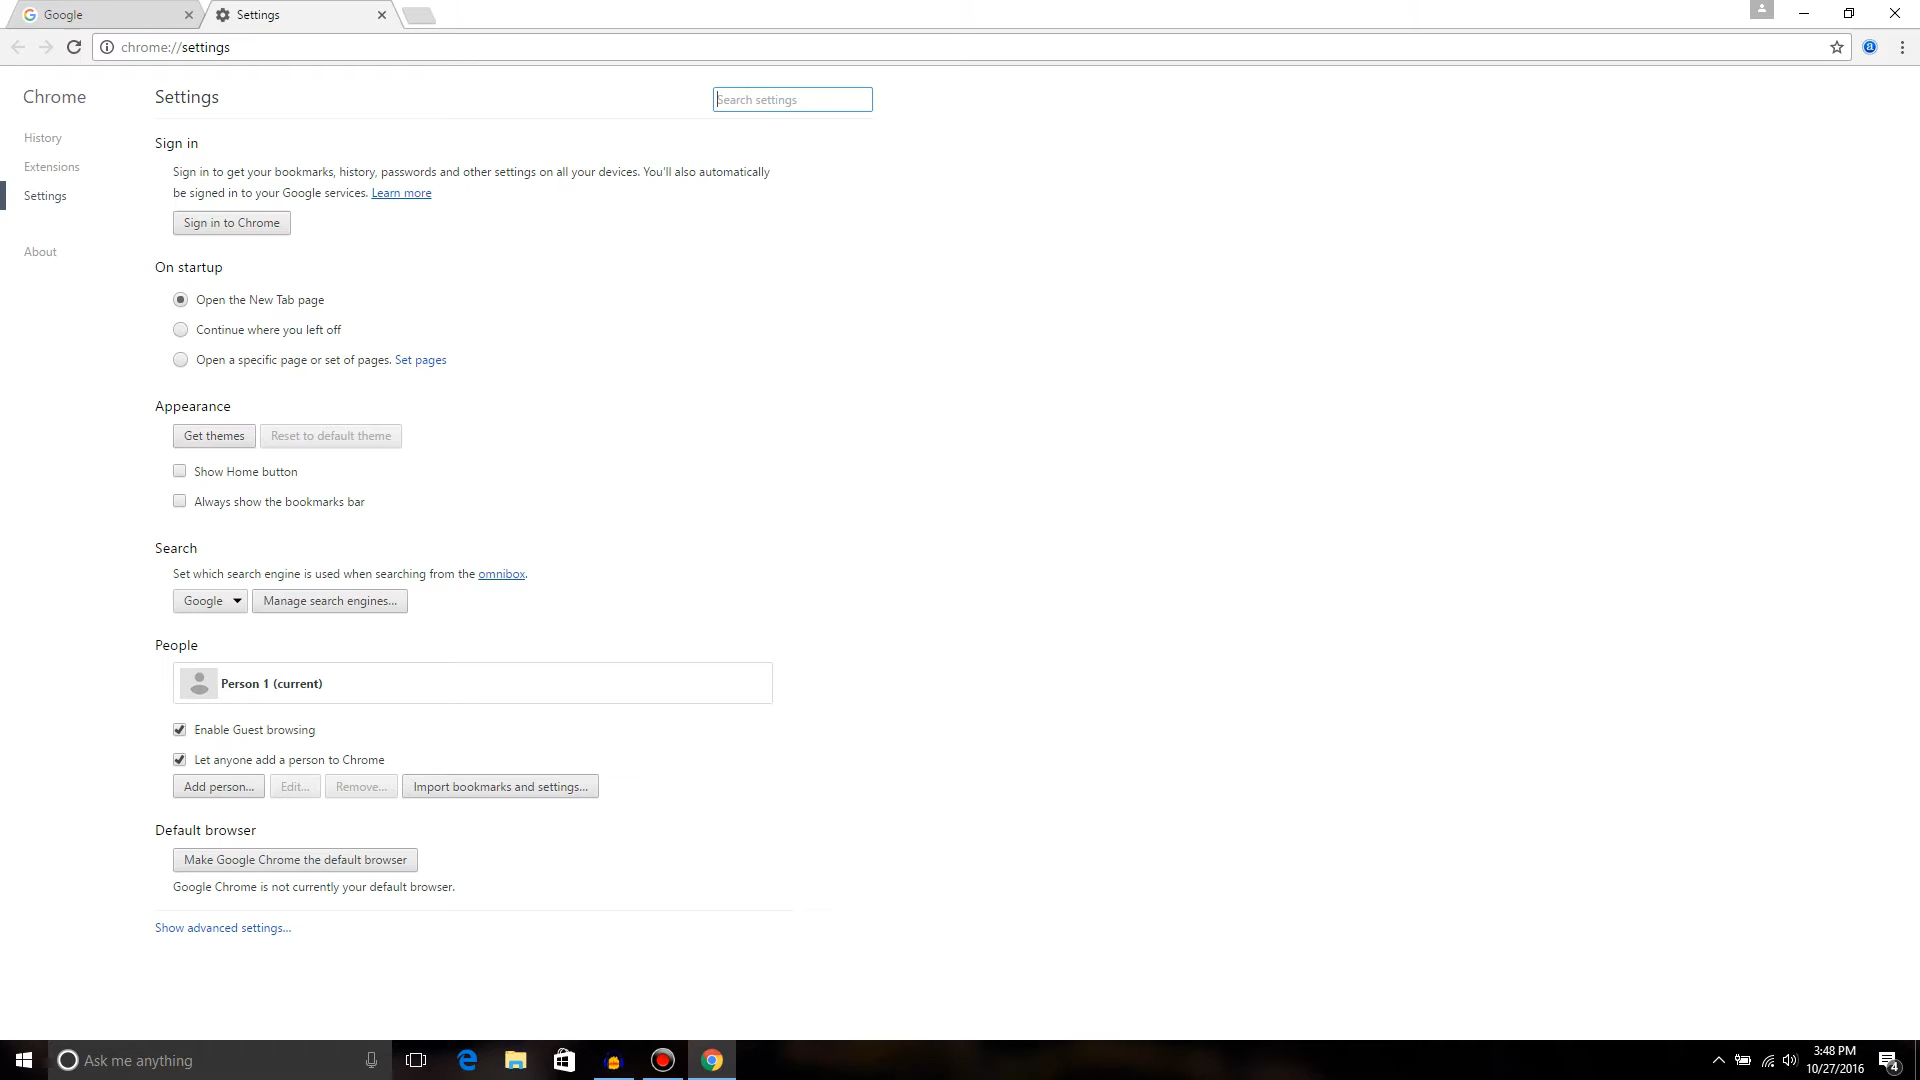 Google
Settings
chrome://settings
Chrome
Settings
Search settings
History
Extensions
Settings
About
Sign in
Sign in to get your bookmarks, history, passwords and other settings on all your devices. You'll also automatically
be signed in to your Google services. Learn more
Sign in to Chrome
On startup
Open the New Tab page
Continue where you left off
Open a specific page or set of pages. Set pages
Appearance
Get themes Reset to default theme
Show Home button
Always show the bookmarks bar
Search
Set which search engine is used when searching from the omnibox.
Google Manage search engines...
People
Person 1 (current)
Enable Guest browsing
Let anyone add a person to Chrome
Add person... Edit... Remove... Import bookmarks and settings...
Default browser
Make Google Chrome the default browser
Google Chrome is not currently your default browser.
Show advanced settings...
Ask me anything
3:48 PM
10/27/2016
4